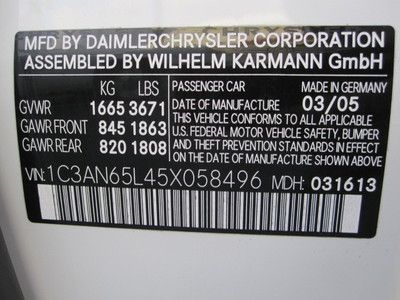 MFD BY DAIMLERCHRYSLER CORPORATION
ASSEMBLED BY WILHELM KARMANN GmbH
KG LBS
GVWR 1665 3671
GAWR FRONT 845 1863
GAWR REAR 820 1808
PASSENGER CAR MADE IN GERMANY
DATE OF MANUFACTURE 03/05
THIS VEHICLE CONFORMS TO ALL APPLICABLE
U.S. FEDERAL MOTOR VEHICLE SAFETY, BUMPER
AND THEFT PREVENTION STANDARDS IN EFFECT
ON THE DATE OF MANUFACTURE SHOWN ABOVE
VIN: 1C3AN65L45X058496 MDH: 031613